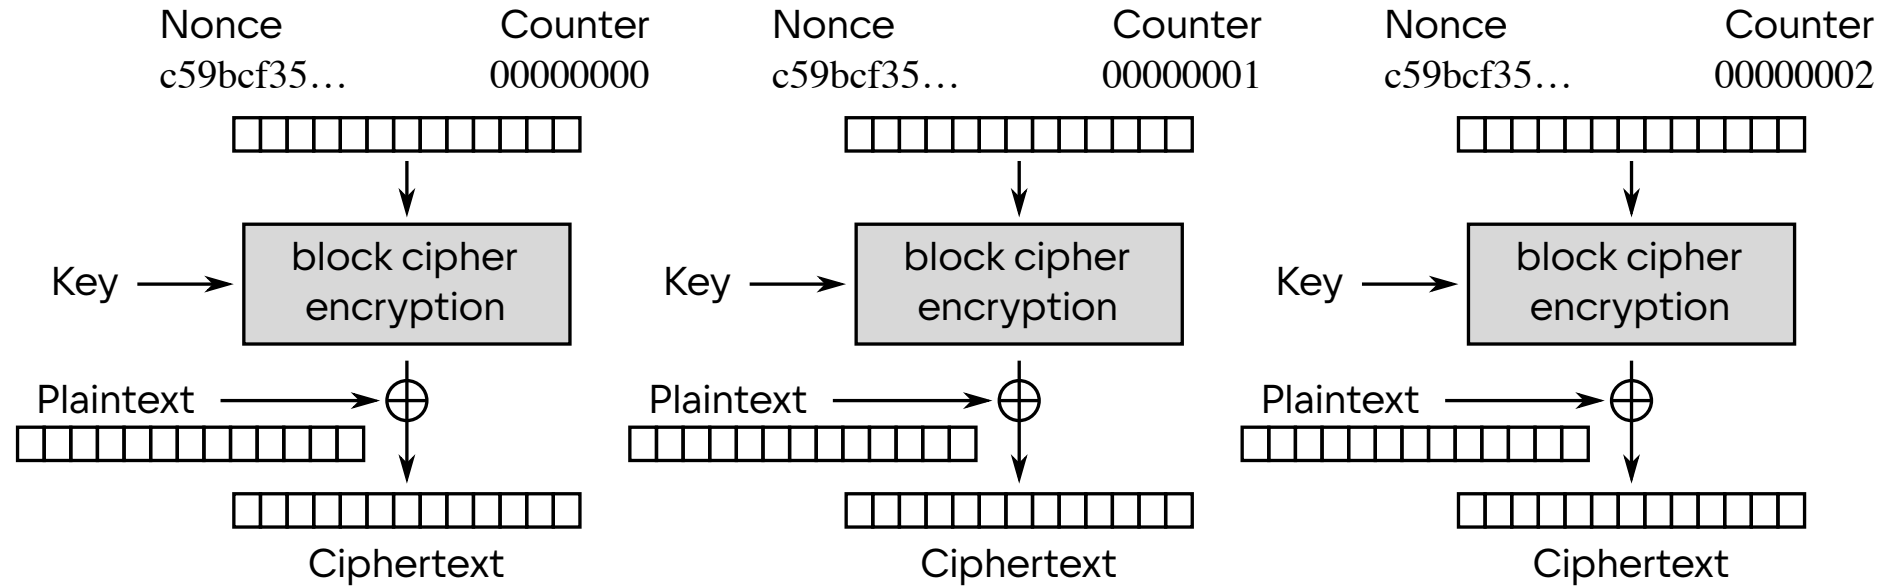 Nonce Counter Nonce Counter Nonce Counter
c59bcf35… 00000000 c59bcf35… 00000001 c59bcf35… 00000002
block cipher block cipher block cipher
Key Key Key
encryption encryption encryption
Plaintext Plaintext Plaintext
Ciphertext Ciphertext Ciphertext